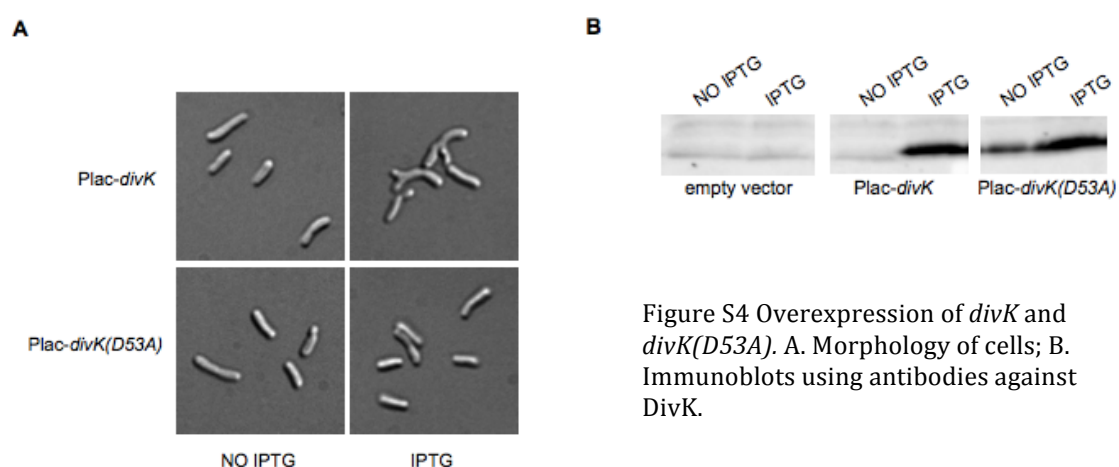 A
Plac-divK
Plac-divK(D53A)
NO IPTG
IPTG
B
NO IPTG
IPTG
NO IPTG
IPTG
NO IPTG
IPTG
empty vector
Plac-divK
Plac-divK(D53A)
Figure S4 Overexpression of divK and
divK(D53A). A. Morphology of cells; B.
Immunoblots using antibodies against
DivK.